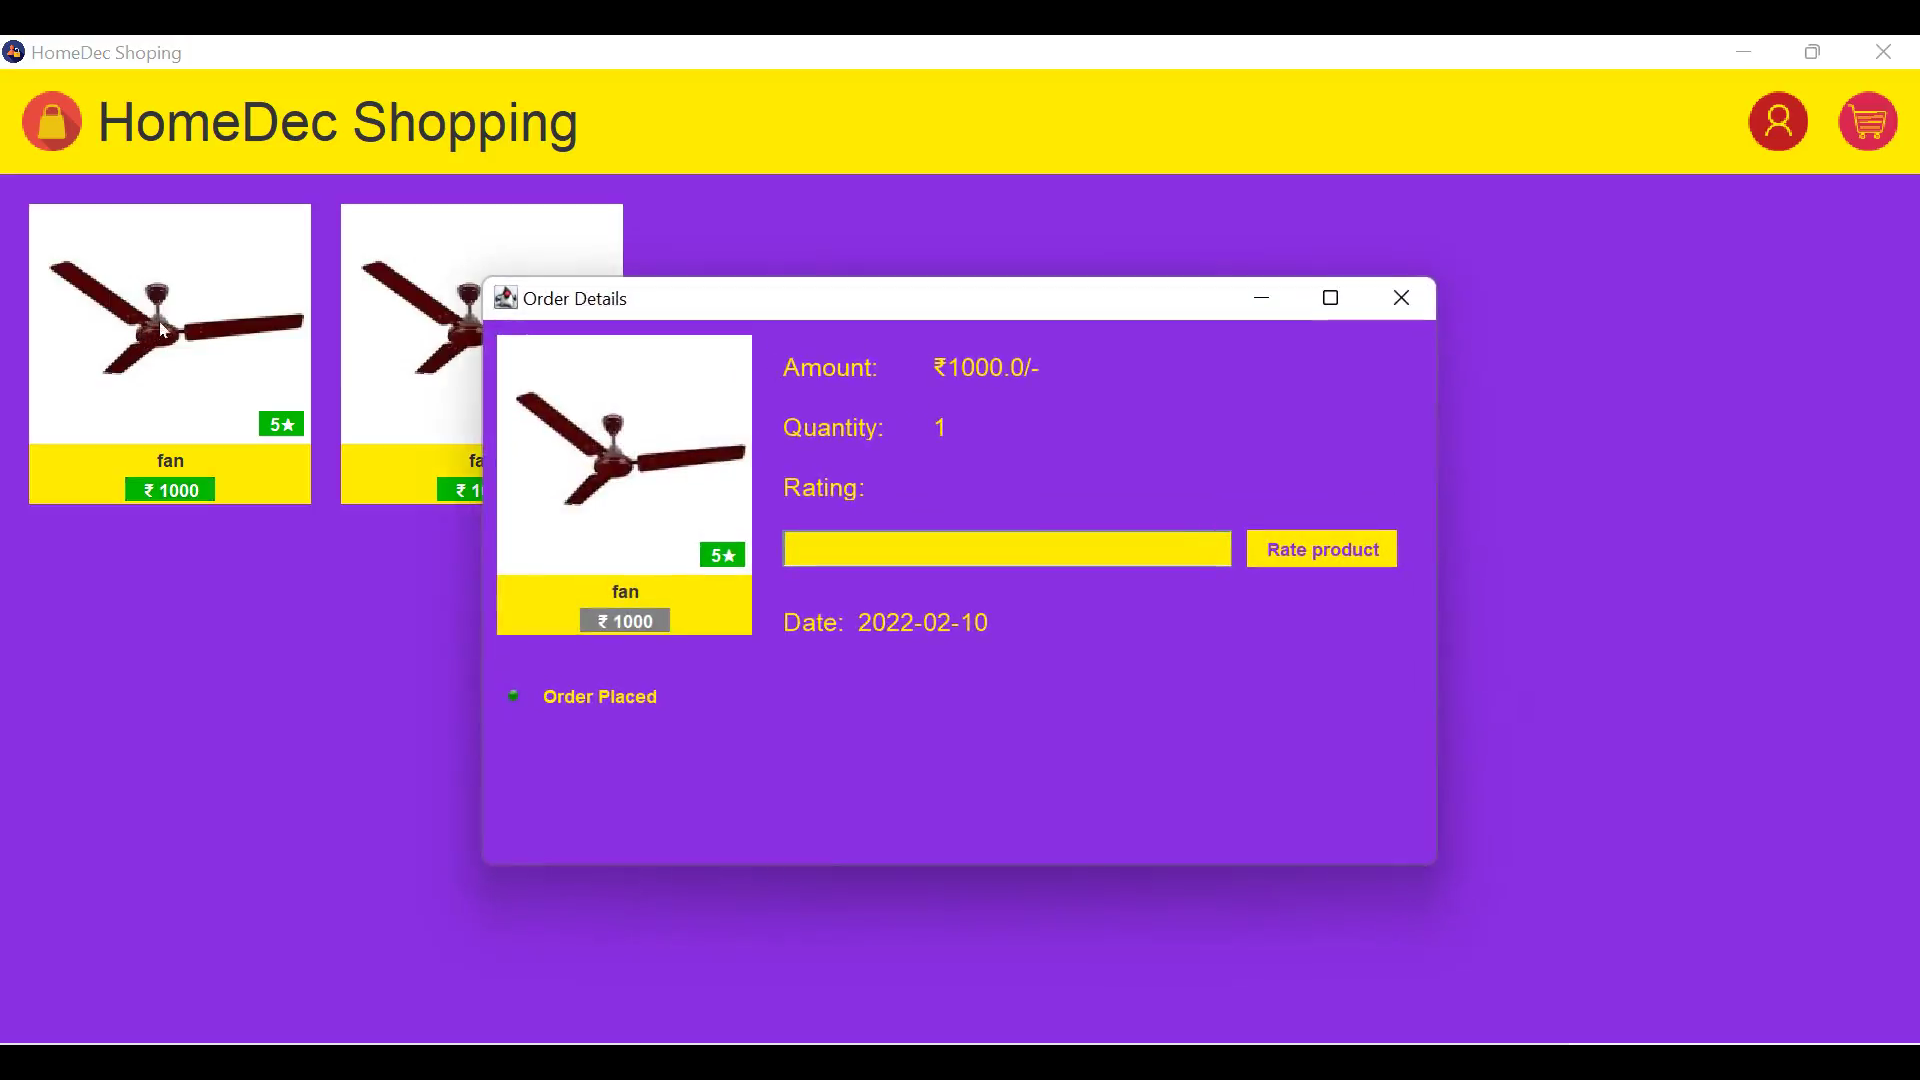 HomeDec Shoping
HomeDec Shopping
5★
fan
₹ 1000
fa
₹ 1
Order Details
5★
fan
₹ 1000
Amount: ₹1000.0/-
Quantity: 1
Rating:
Rate product
Date: 2022-02-10
Order Placed